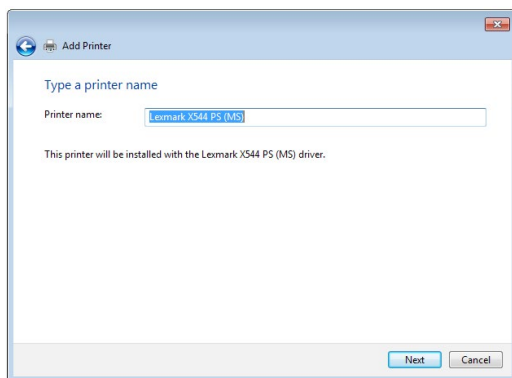 Add Printer
Type a printer name
Printer name: Lexmark X544 PS (MS)
This printer will be installed with the Lexmark X544 PS (MS) driver.
Next Cancel